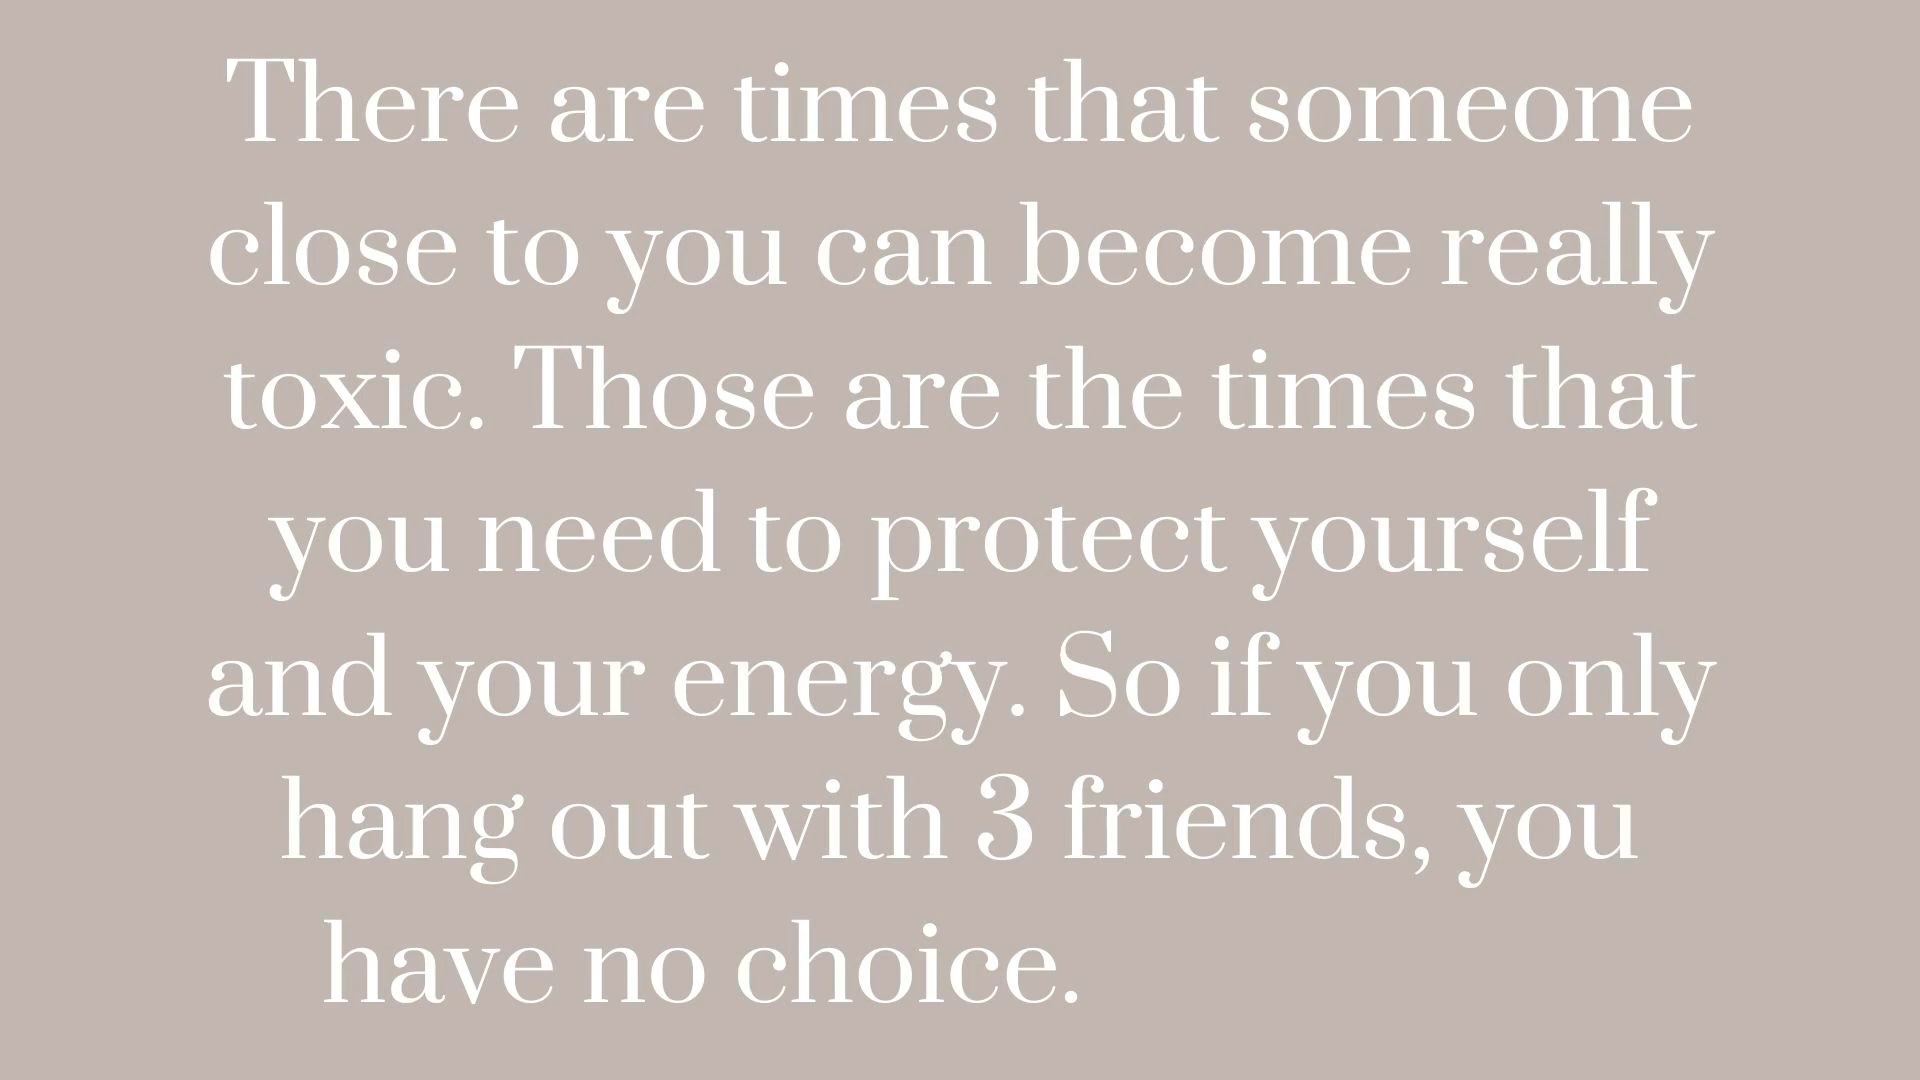 There are times that someone
close to you can become really
toxic. Those are the times that
you need to protect yourself
and your energy. So if you only
hang out with 3 friends, you
have no choice.